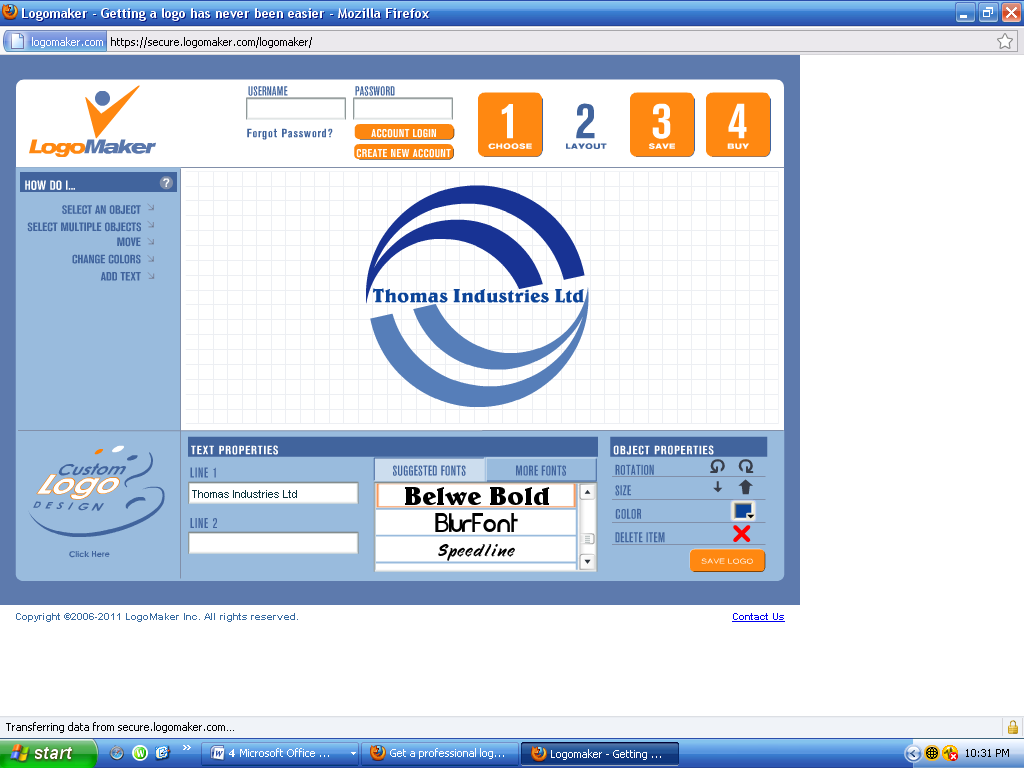 Logomaker - Getting a logo has never been easier - Mozilla Firefox
logomaker.com https://secure.logomaker.com/logomaker/
LogoMaker
USERNAME PASSWORD
Forgot Password?
ACCOUNT LOGIN
CREATE NEW ACCOUNT
1 CHOOSE
2 LAYOUT
3 SAVE
4 BUY
HOW DO I... ?
SELECT AN OBJECT
SELECT MULTIPLE OBJECTS
MOVE
CHANGE COLORS
ADD TEXT
Thomas Industries Ltd
Custom
Logo
DESIGN
Click Here
TEXT PROPERTIES
LINE 1
Thomas Industries Ltd
LINE 2
SUGGESTED FONTS MORE FONTS
Belwe Bold
BlurFont
Speedline
OBJECT PROPERTIES
ROTATION
SIZE
COLOR
DELETE ITEM
SAVE LOGO
Copyright ©2006-2011 LogoMaker Inc. All rights reserved. Contact Us
Transferring data from secure.logomaker.com...
start 4 Microsoft Office ... Get a professional log... Logomaker - Getting ... 10:31 PM